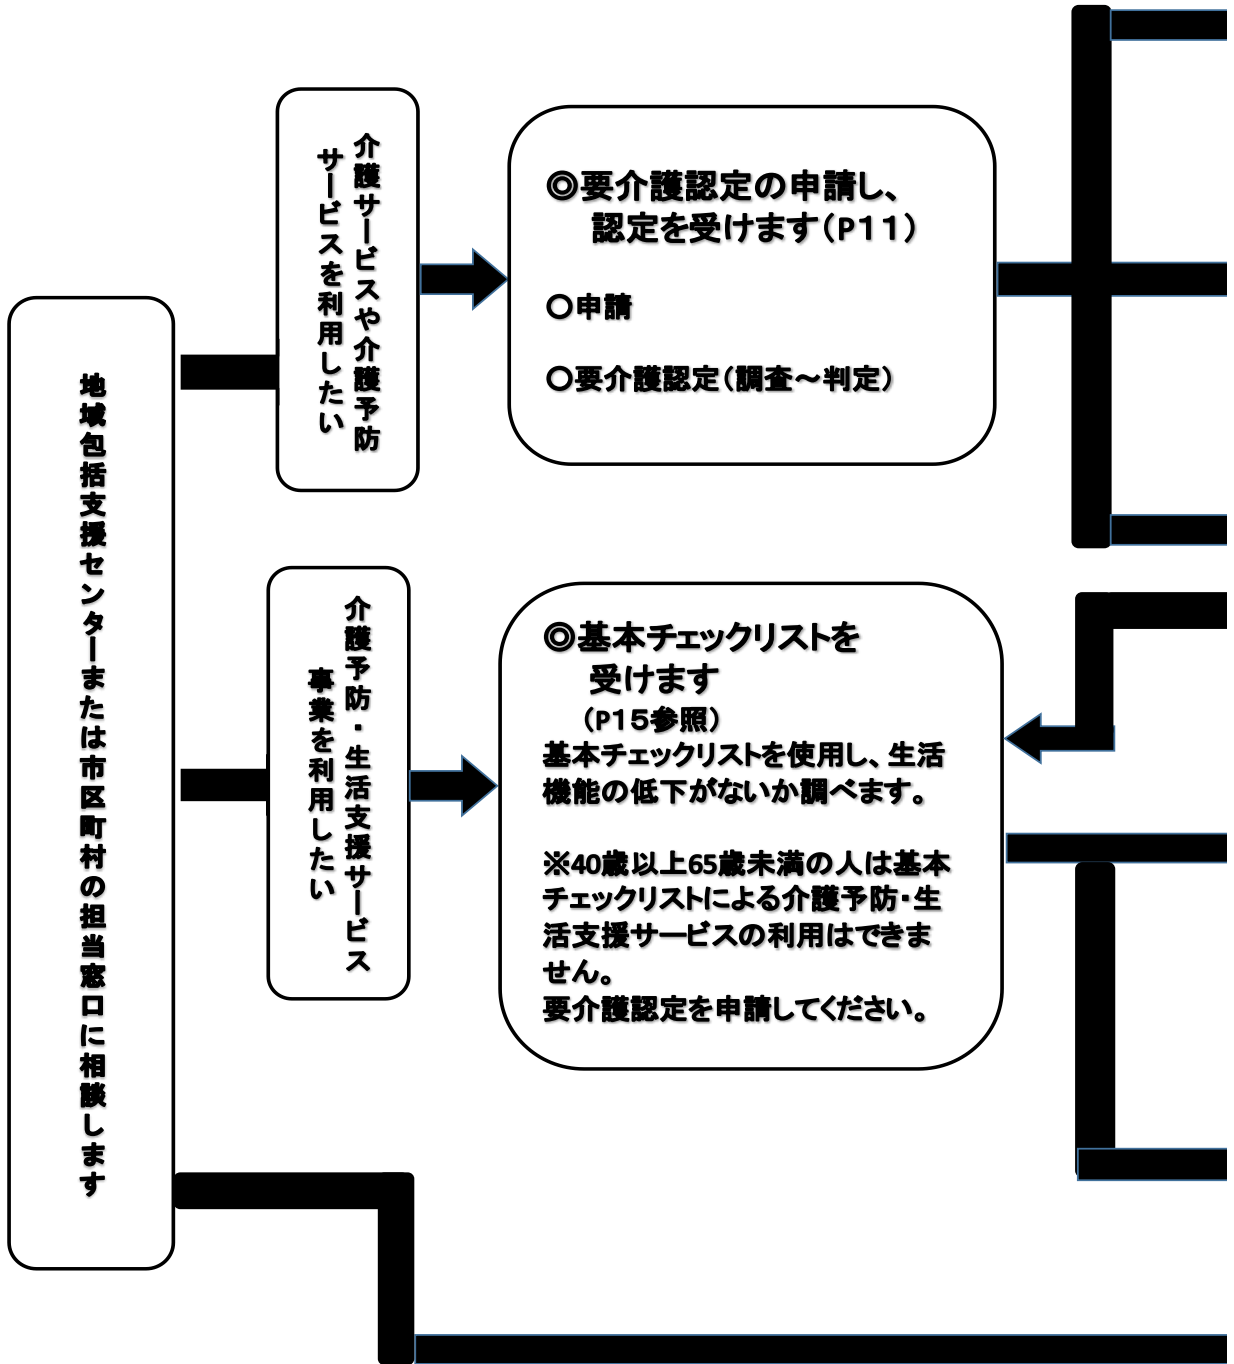 地域包括支援センターまたは市区町村の担当窓口に相談します
介護サービスや介護予防
サービスを利用したい
◎要介護認定の申請し、
認定を受けます(P11)
○申請
○要介護認定(調査~判定)
介護予防・生活支援サービス
事業を利用したい
◎基本チェックリストを
受けます
(P15参照)
基本チェックリストを使用し、生活
機能の低下がないか調べます。
※40歳以上65歳未満の人は基本
チェックリストによる介護予防・生
活支援サービスの利用はできま
せん。
要介護認定を申請してください。